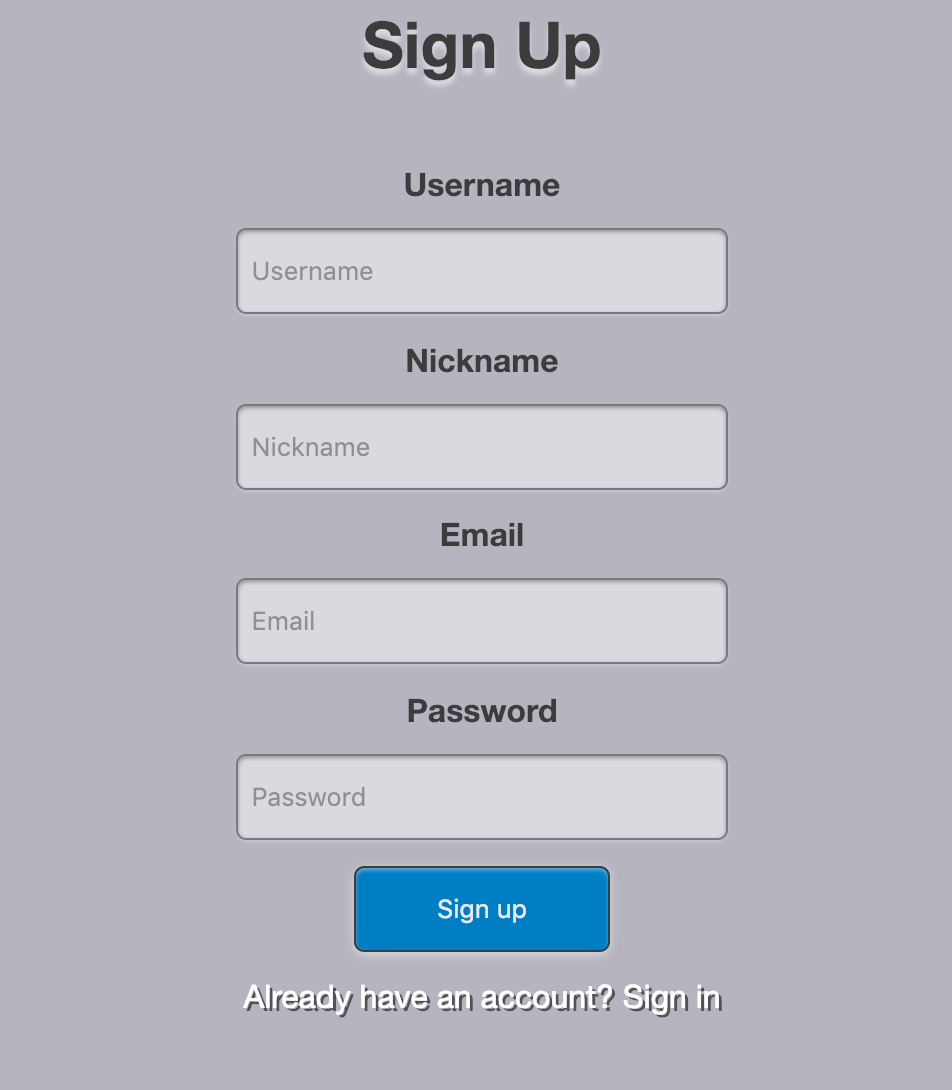 Sign Up
Username
Username
Nickname
Nickname
Email
Email
Password
Password
Sign up
Already have an account? Sign in